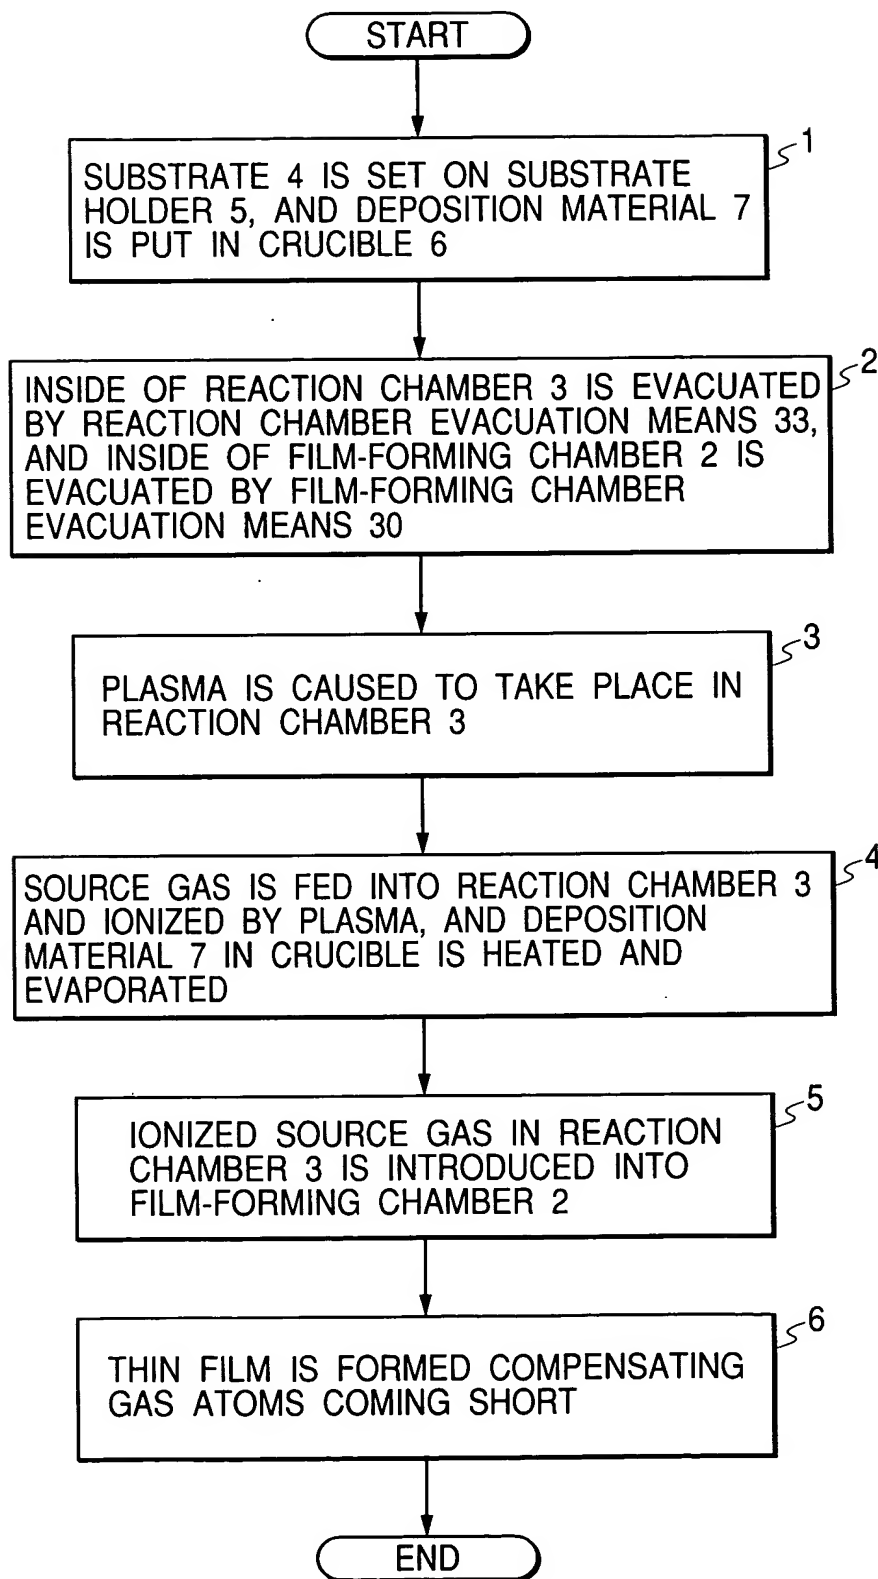 START
1
SUBSTRATE 4 IS SET ON SUBSTRATE
HOLDER 5, AND DEPOSITION MATERIAL 7
IS PUT IN CRUCIBLE 6
2
INSIDE OF REACTION CHAMBER 3 IS EVACUATED
BY REACTION CHAMBER EVACUATION MEANS 33,
AND INSIDE OF FILM-FORMING CHAMBER 2 IS
EVACUATED BY FILM-FORMING CHAMBER
EVACUATION MEANS 30
3
PLASMA IS CAUSED TO TAKE PLACE IN
REACTION CHAMBER 3
4
SOURCE GAS IS FED INTO REACTION CHAMBER 3
AND IONIZED BY PLASMA, AND DEPOSITION
MATERIAL 7 IN CRUCIBLE IS HEATED AND
EVAPORATED
5
IONIZED SOURCE GAS IN REACTION
CHAMBER 3 IS INTRODUCED INTO
FILM-FORMING CHAMBER 2
6
THIN FILM IS FORMED COMPENSATING
GAS ATOMS COMING SHORT
END